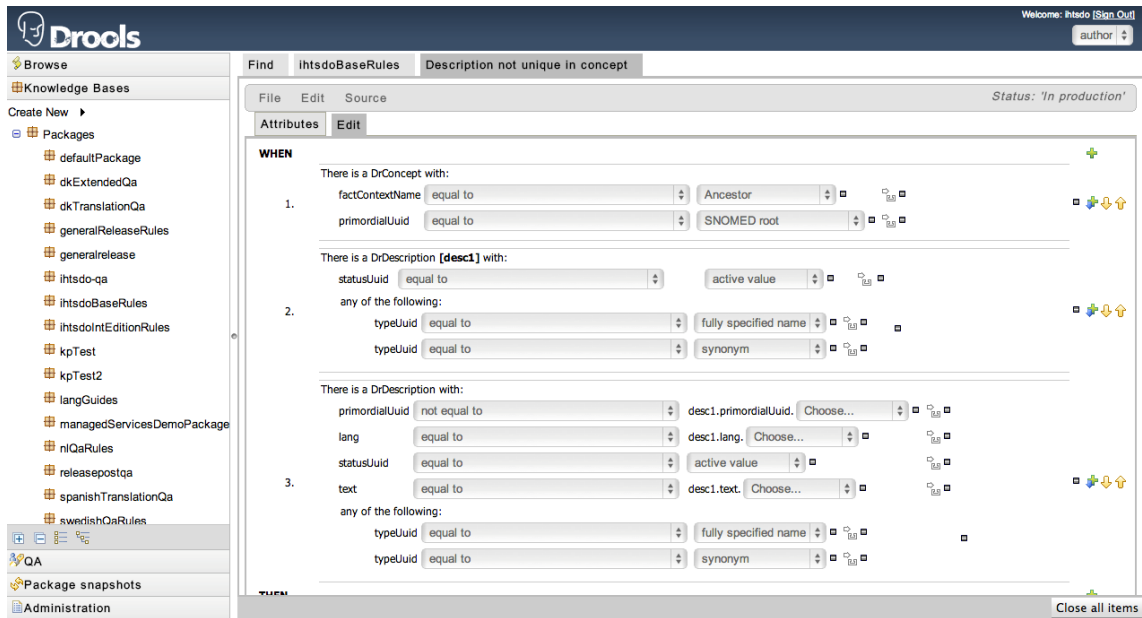 Drools
Welcome: ihtsdo [Sign Out]
author
Browse
Knowledge Bases
Create New
Packages
defaultPackage
dkExtendedQa
dkTranslationQa
generalReleaseRules
generalrelease
ihtsdo-qa
ihtsdoBaseRules
ihtsdoIntEditionRules
kpTest
kpTest2
langGuides
managedServicesDemoPackage
nlQaRules
releasepostqa
spanishTranslationQa
swedishQaRules
QA
Package snapshots
Administration
Find ihtsdoBaseRules Description not unique in concept
File Edit Source Status: 'In production'
Attributes Edit
WHEN
There is a DrConcept with:
1.
factContextName equal to Ancestor
primordialUuid equal to SNOMED root
There is a DrDescription [desc1] with:
statusUuid equal to active value
any of the following:
2.
typeUuid equal to fully specified name
typeUuid equal to synonym
There is a DrDescription with:
primordialUuid not equal to desc1.primordialUuid. Choose...
lang equal to desc1.lang. Choose...
statusUuid equal to active value
3.
text equal to desc1.text. Choose...
any of the following:
typeUuid equal to fully specified name
typeUuid equal to synonym
THEN
Close all items